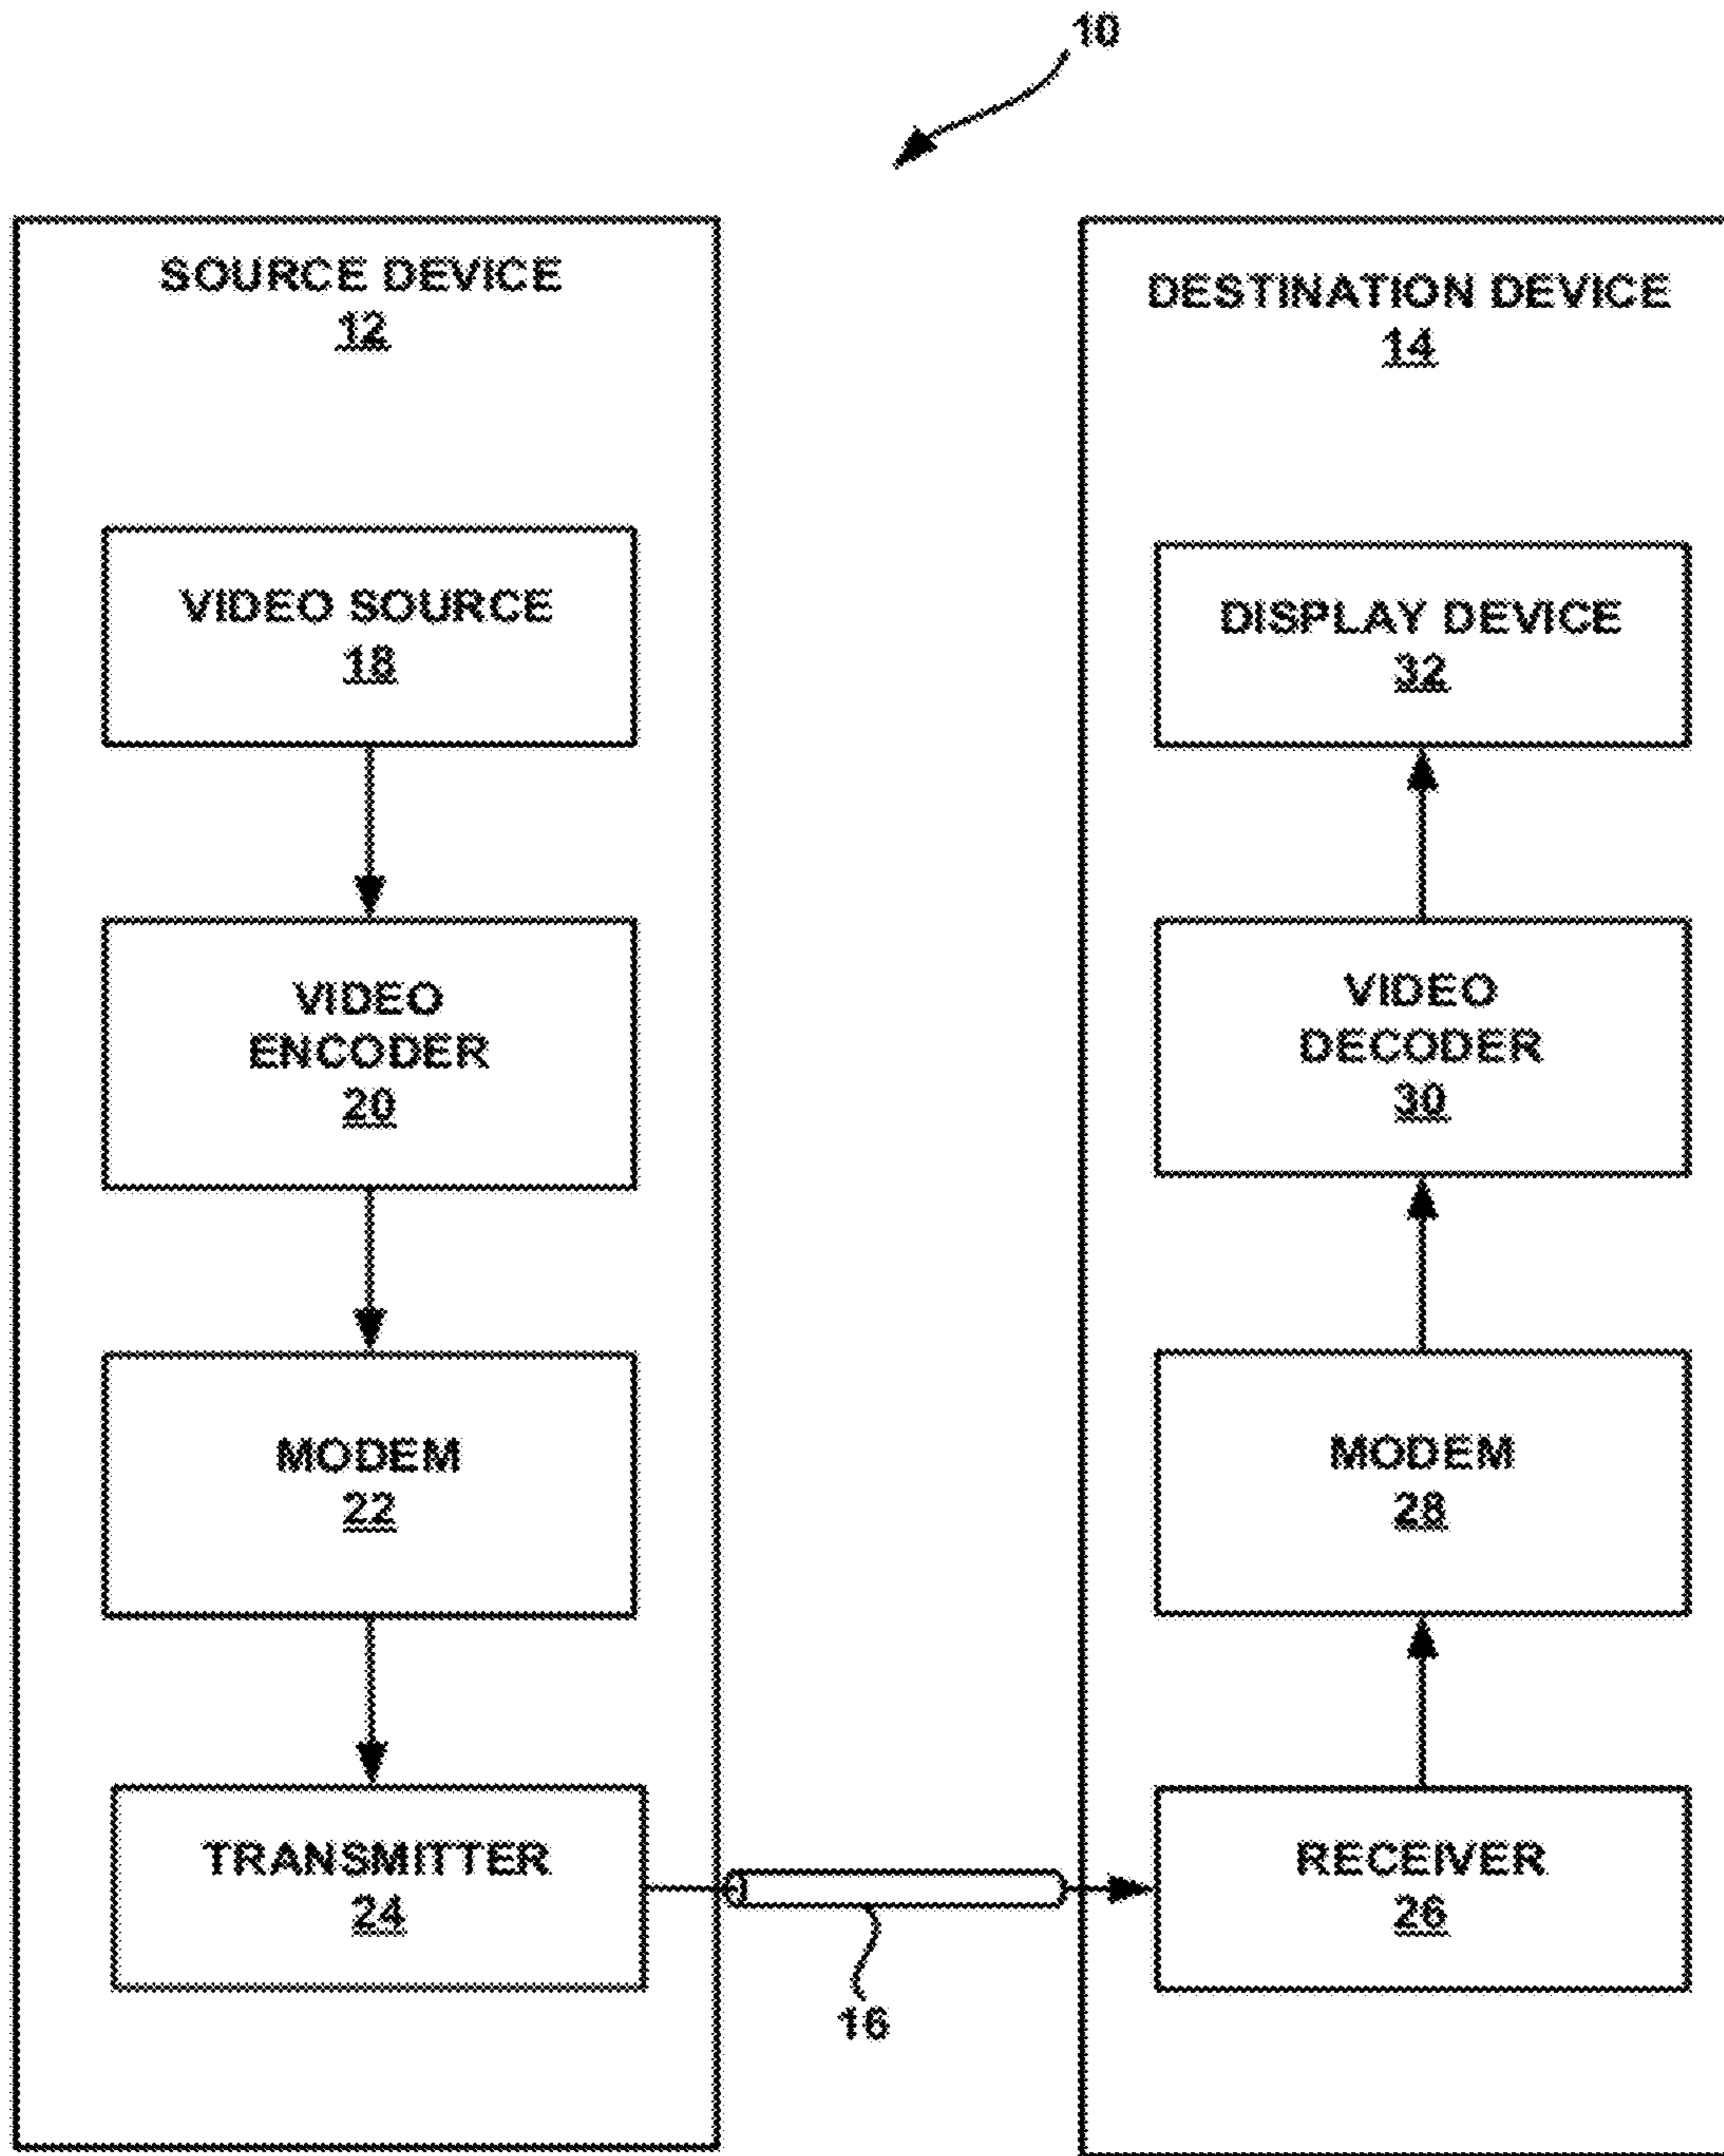 10
SOURCE DEVICE
12
VIDEO SOURCE
18
VIDEO
ENCODER
20
MODEM
22
TRANSMITTER
24
16
DESTINATION DEVICE
14
DISPLAY DEVICE
32
VIDEO
DECODER
30
MODEM
28
RECEIVER
26